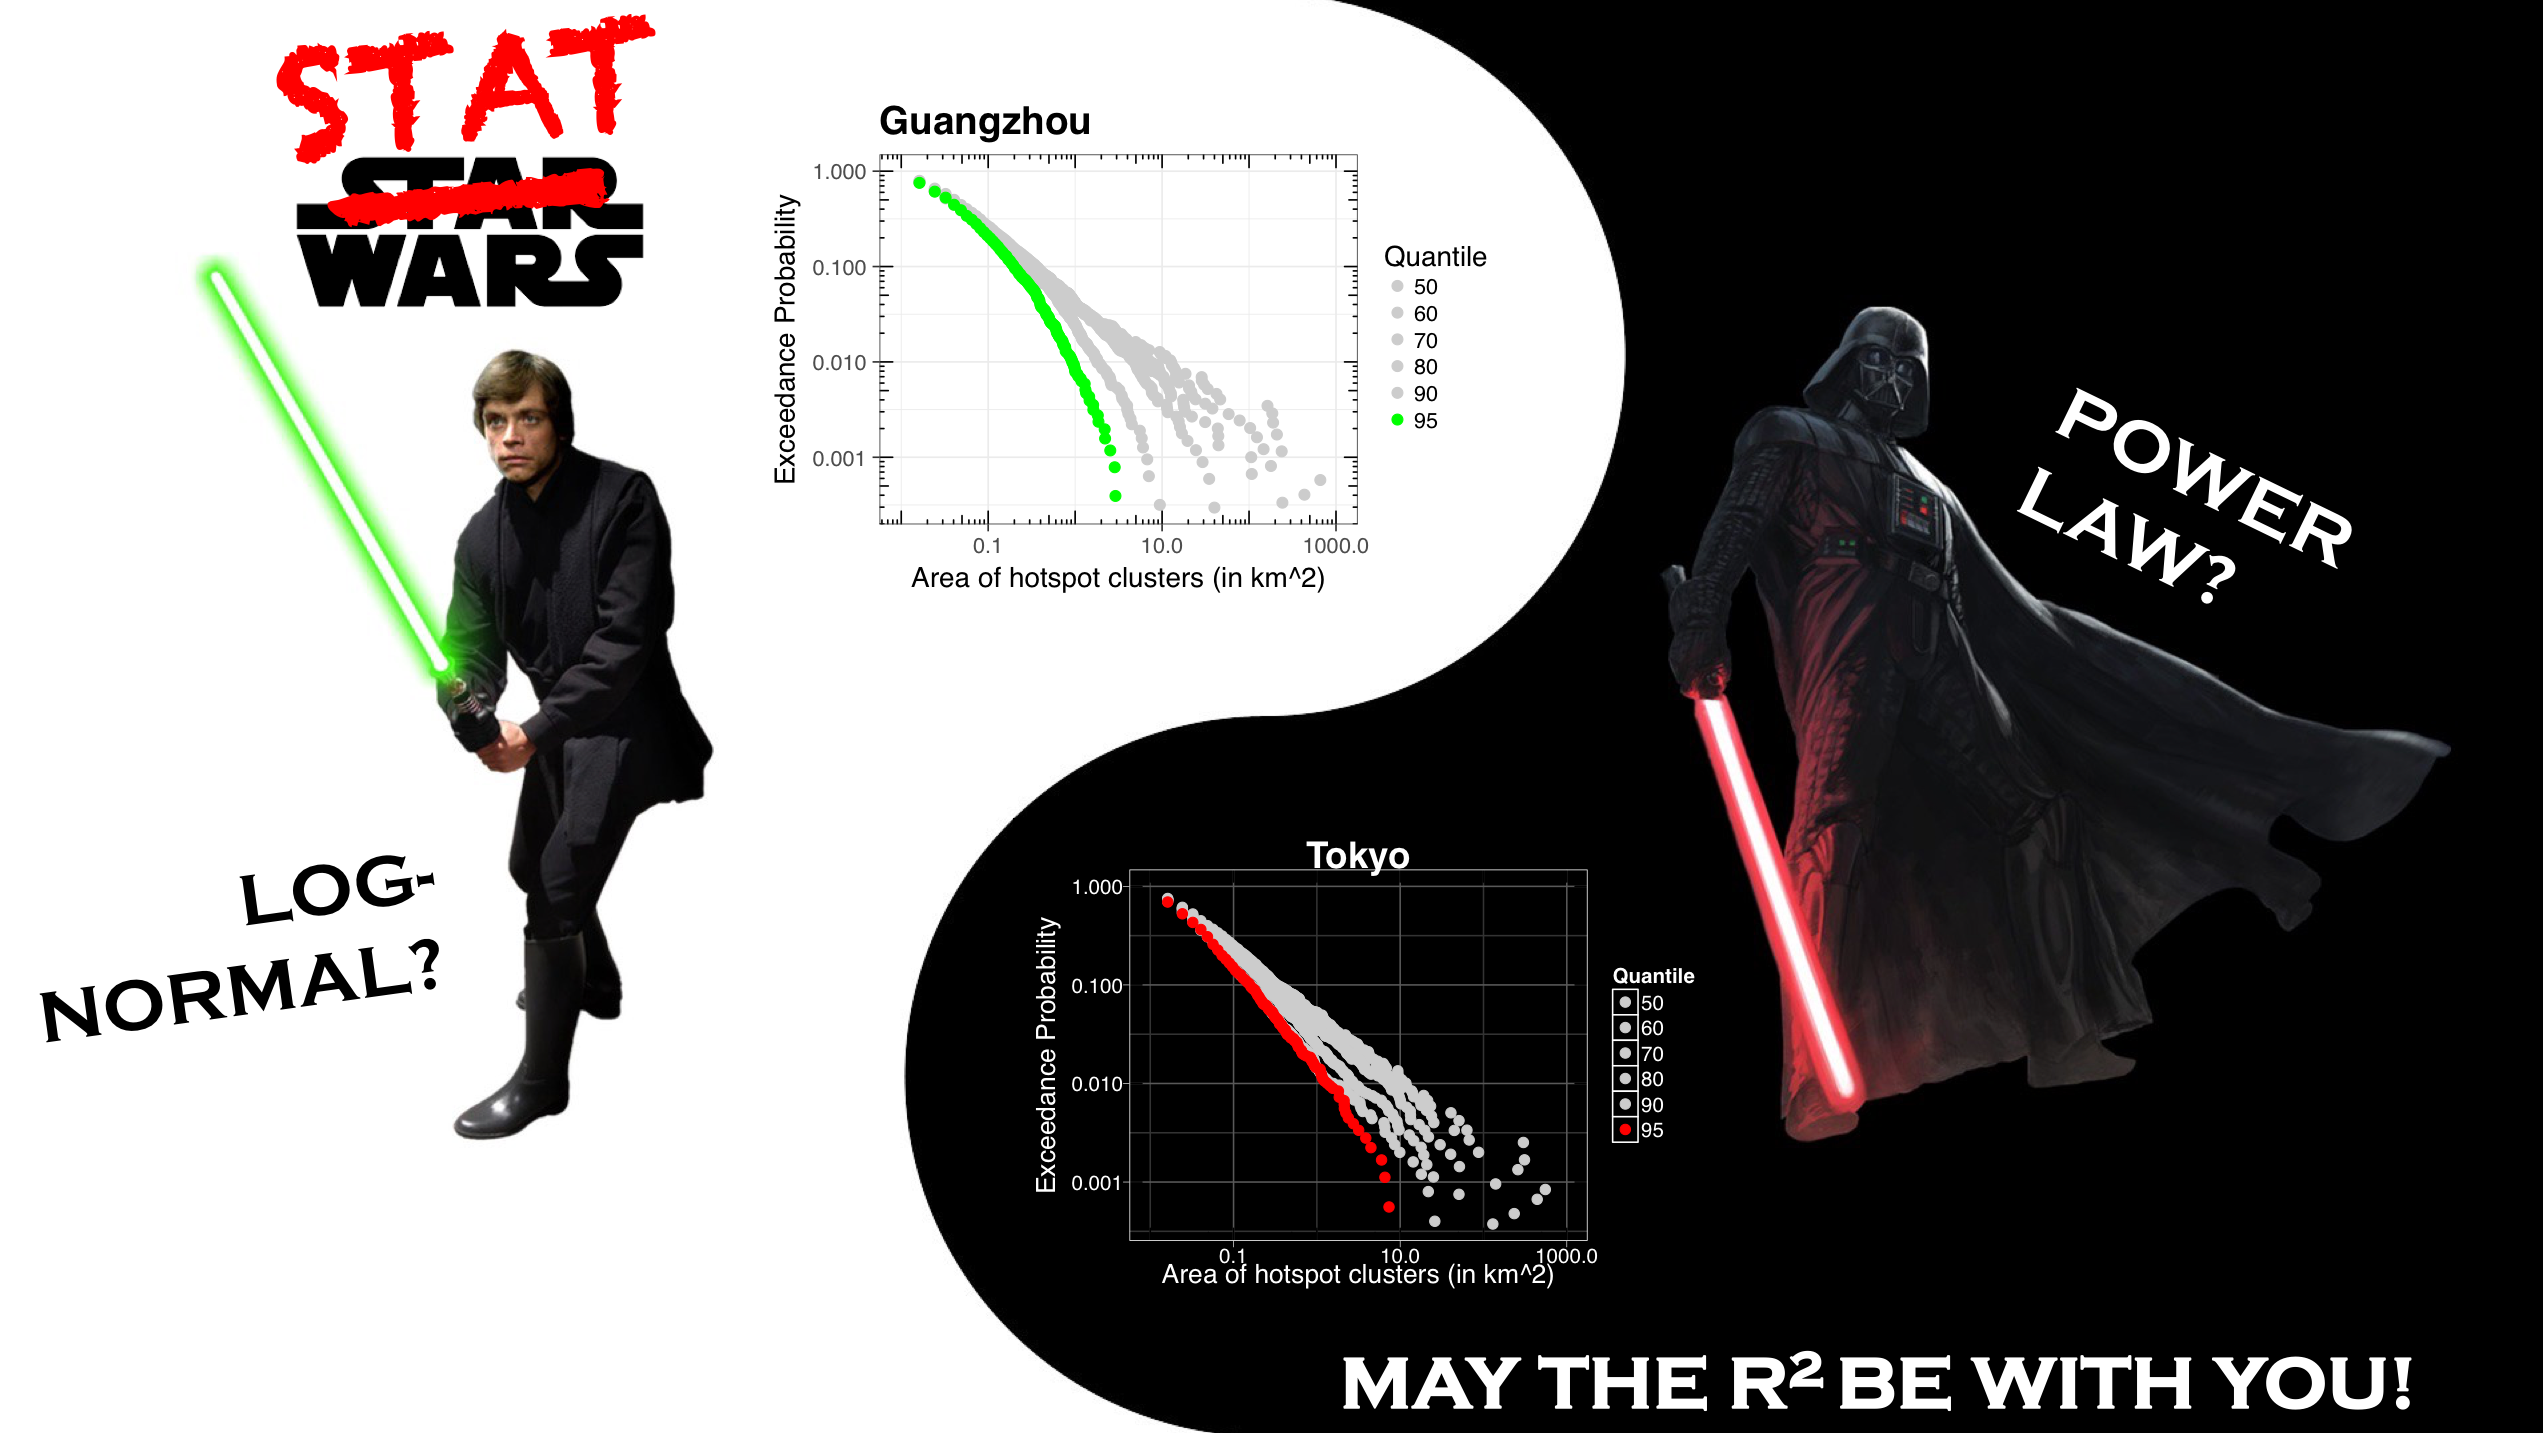 STAT
STAR
WARS
Guangzhou
Exceedance Probability
1.000
0.100
0.010
0.001
0.1 10.0 1000.0
Area of hotspot clusters (in km^2)
Quantile
50
60
70
80
90
95
POWER
LAW?
LOG-
NORMAL?
Tokyo
Exceedance Probability
1.000
0.100
0.010
0.001
0.1 10.0 1000.0
Area of hotspot clusters (in km^2)
Quantile
50
60
70
80
90
95
MAY THE R² BE WITH YOU!